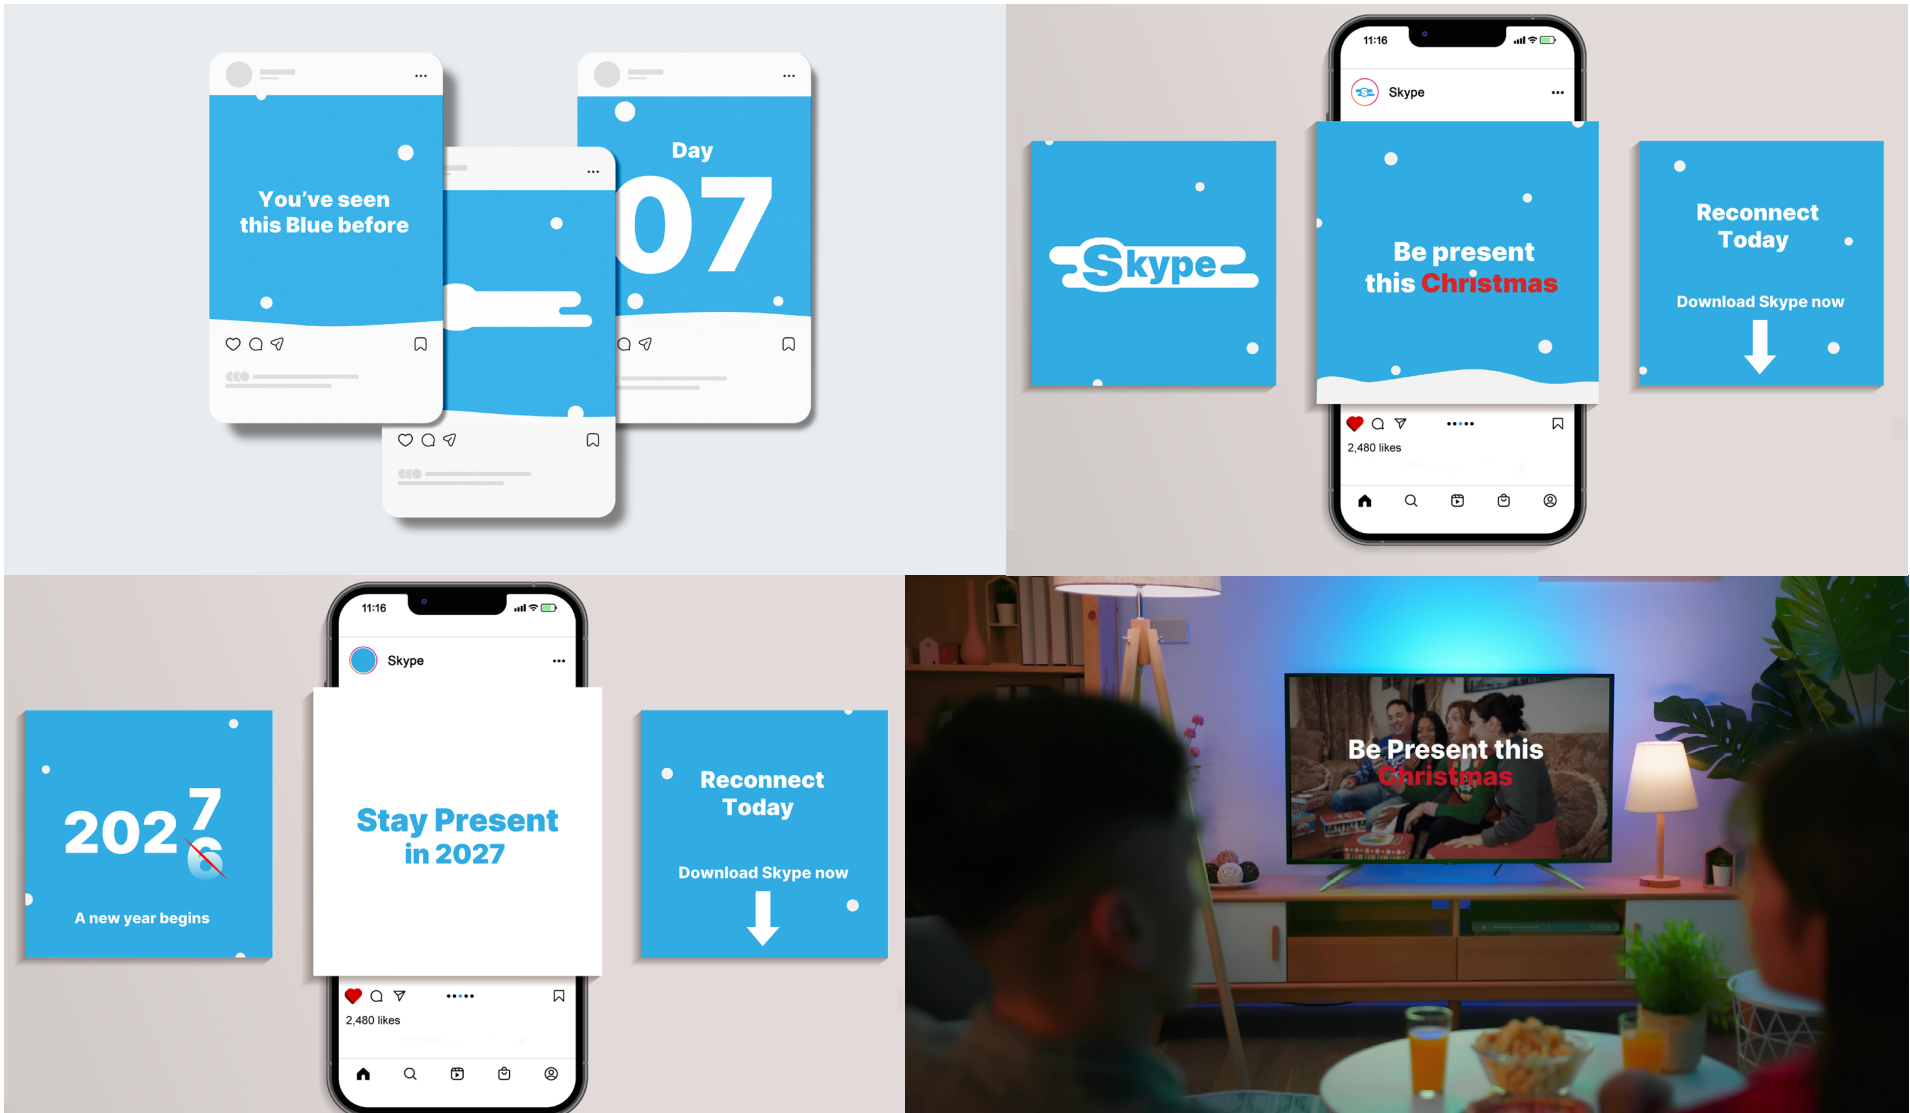 You've seen
this Blue before
Day
07
11:16
Skype
Skype
Be present
this Christmas
Reconnect
Today
Download Skype now
2,480 likes
11:16
Skype
2027
6
A new year begins
Stay Present
in 2027
Reconnect
Today
Download Skype now
2,480 likes
Be Present this
Christmas